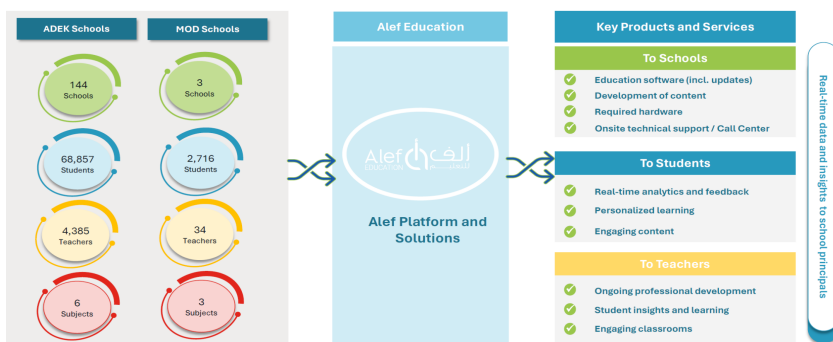 ADEK Schools
MOD Schools
144
Schools
3
Schools
68,857
Students
2,716
Students
4,385
Teachers
34
Teachers
6
Subjects
3
Subjects
Alef Education
Alef
EDUCATION
ألف
للتعليم
Alef Platform and
Solutions
Key Products and Services
To Schools
Education software (incl. updates)
Development of content
Required hardware
Onsite technical support / Call Center
To Students
Real-time analytics and feedback
Personalized learning
Engaging content
To Teachers
Ongoing professional development
Student insights and learning
Engaging classrooms
Real-time data and insights to school principals